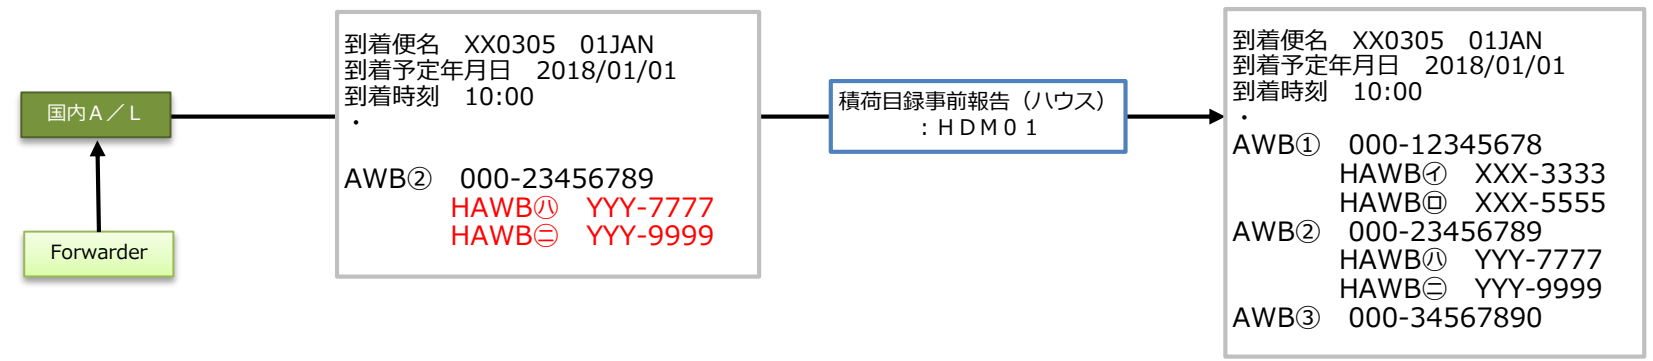 国内A／L
Forwarder
到着便名　XX0305　01JAN
到着予定年月日　2018/01/01
到着時刻　10:00
・
AWB②　000-23456789
HAWB㋩　YYY-7777
HAWB㊁　YYY-9999
積荷目録事前報告（ハウス）
：ＨＤＭ０１
到着便名　XX0305　01JAN
到着予定年月日　2018/01/01
到着時刻　10:00
・
AWB①　000-12345678
HAWB㋑　XXX-3333
HAWB㋺　XXX-5555
AWB②　000-23456789
HAWB㋩　YYY-7777
HAWB㊁　YYY-9999
AWB③　000-34567890